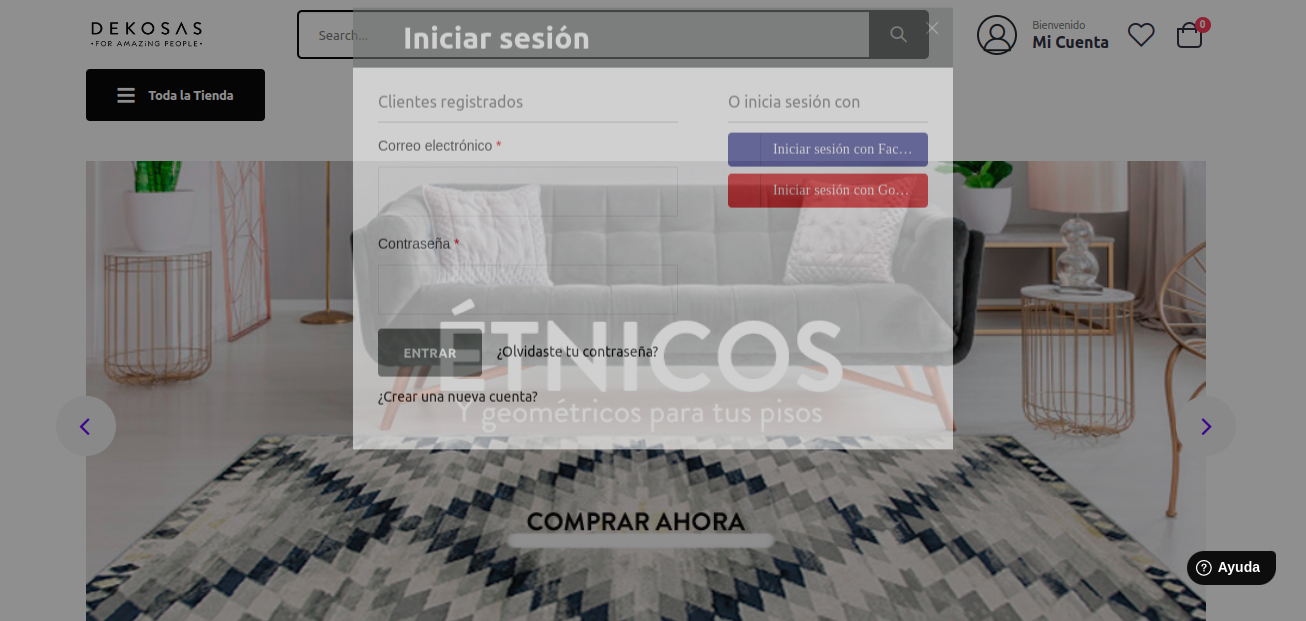 DEKOSAS
•FOR AMAZiNG PEOPLE•
Search...
Iniciar sesión
Bienvenido
Mi Cuenta
0
Toda la Tienda
Clientes registrados
Correo electrónico *
Contraseña *
ENTRAR
¿Olvidaste tu contraseña?
¿Crear una nueva cuenta?
O inicia sesión con
Iniciar sesión con Fac…
Iniciar sesión con Go…
ÉTNICOS
Y geométricos para tus pisos
COMPRAR AHORA
Ayuda